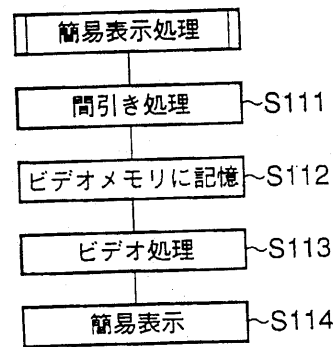 簡易表示処理
間引き処理 ~S111
ビデオメモリに記憶 ~S112
ビデオ処理 ~S113
簡易表示 ~S114